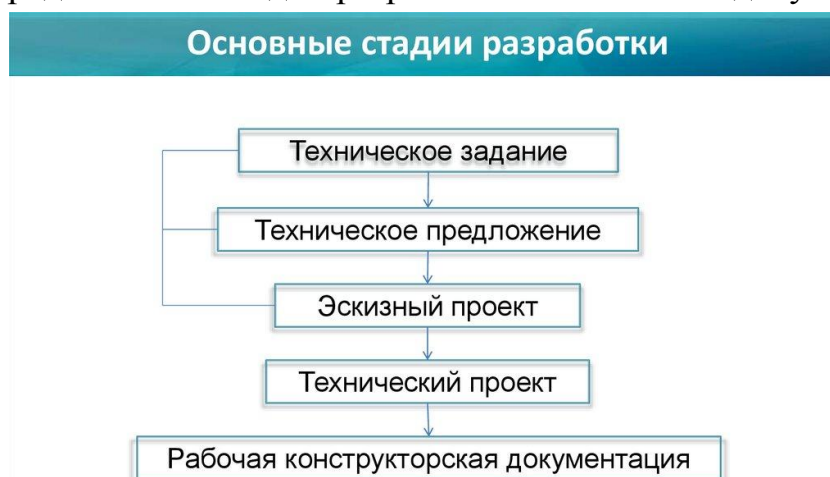 Основные стадии разработки
Техническое задание
Техническое предложение
Эскизный проект
Технический проект
Рабочая конструкторская документация